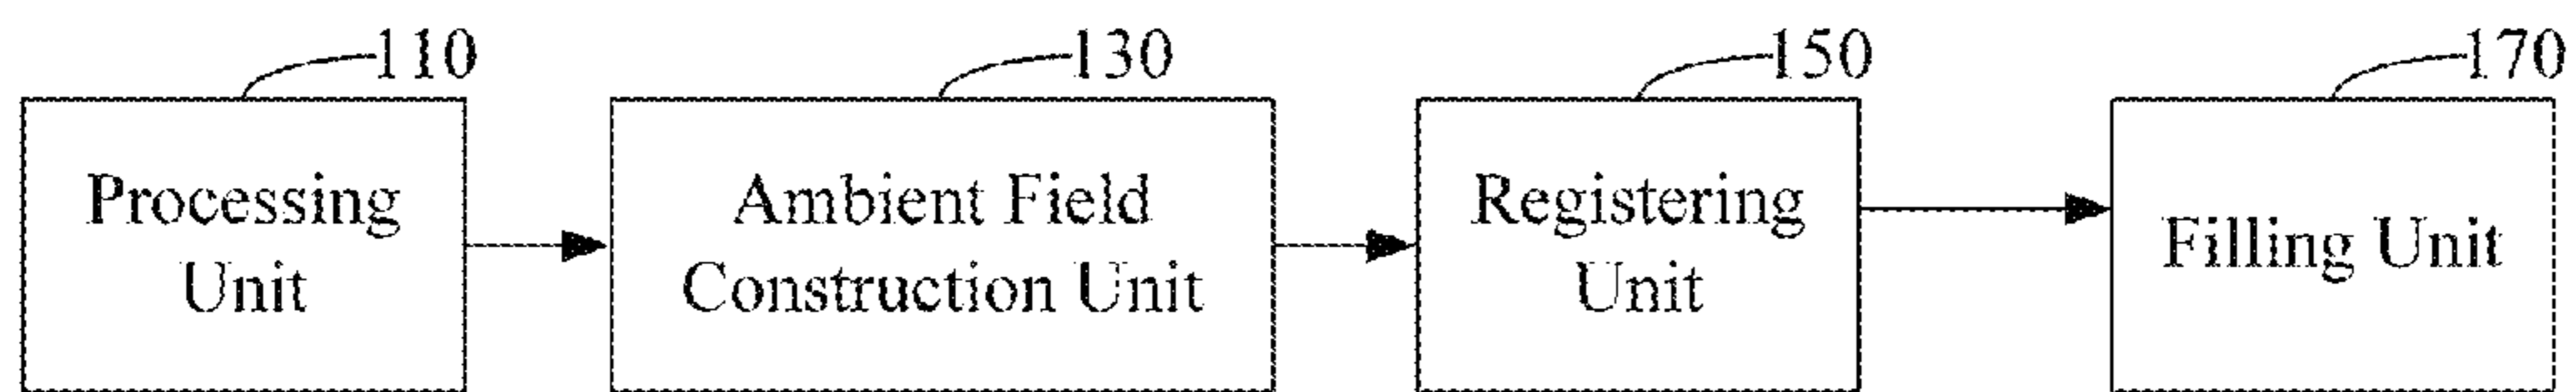 110
130
150
170
Processing
Unit
Ambient Field
Construction Unit
Registering
Unit
Filling Unit